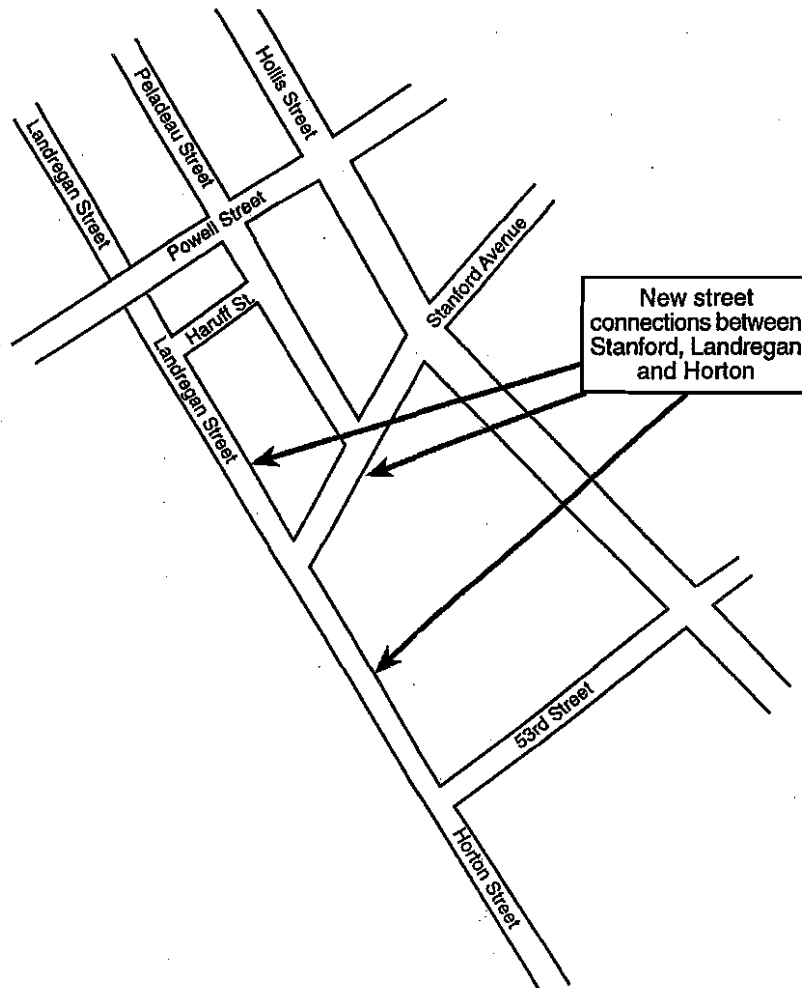 Hollis Street
Peladeau Street
Landregan Street
Powell Street
Stanford Avenue
Haruff St.
New street
connections between
Stanford, Landregan
and Horton
Landregan Street
53rd Street
Horton Street